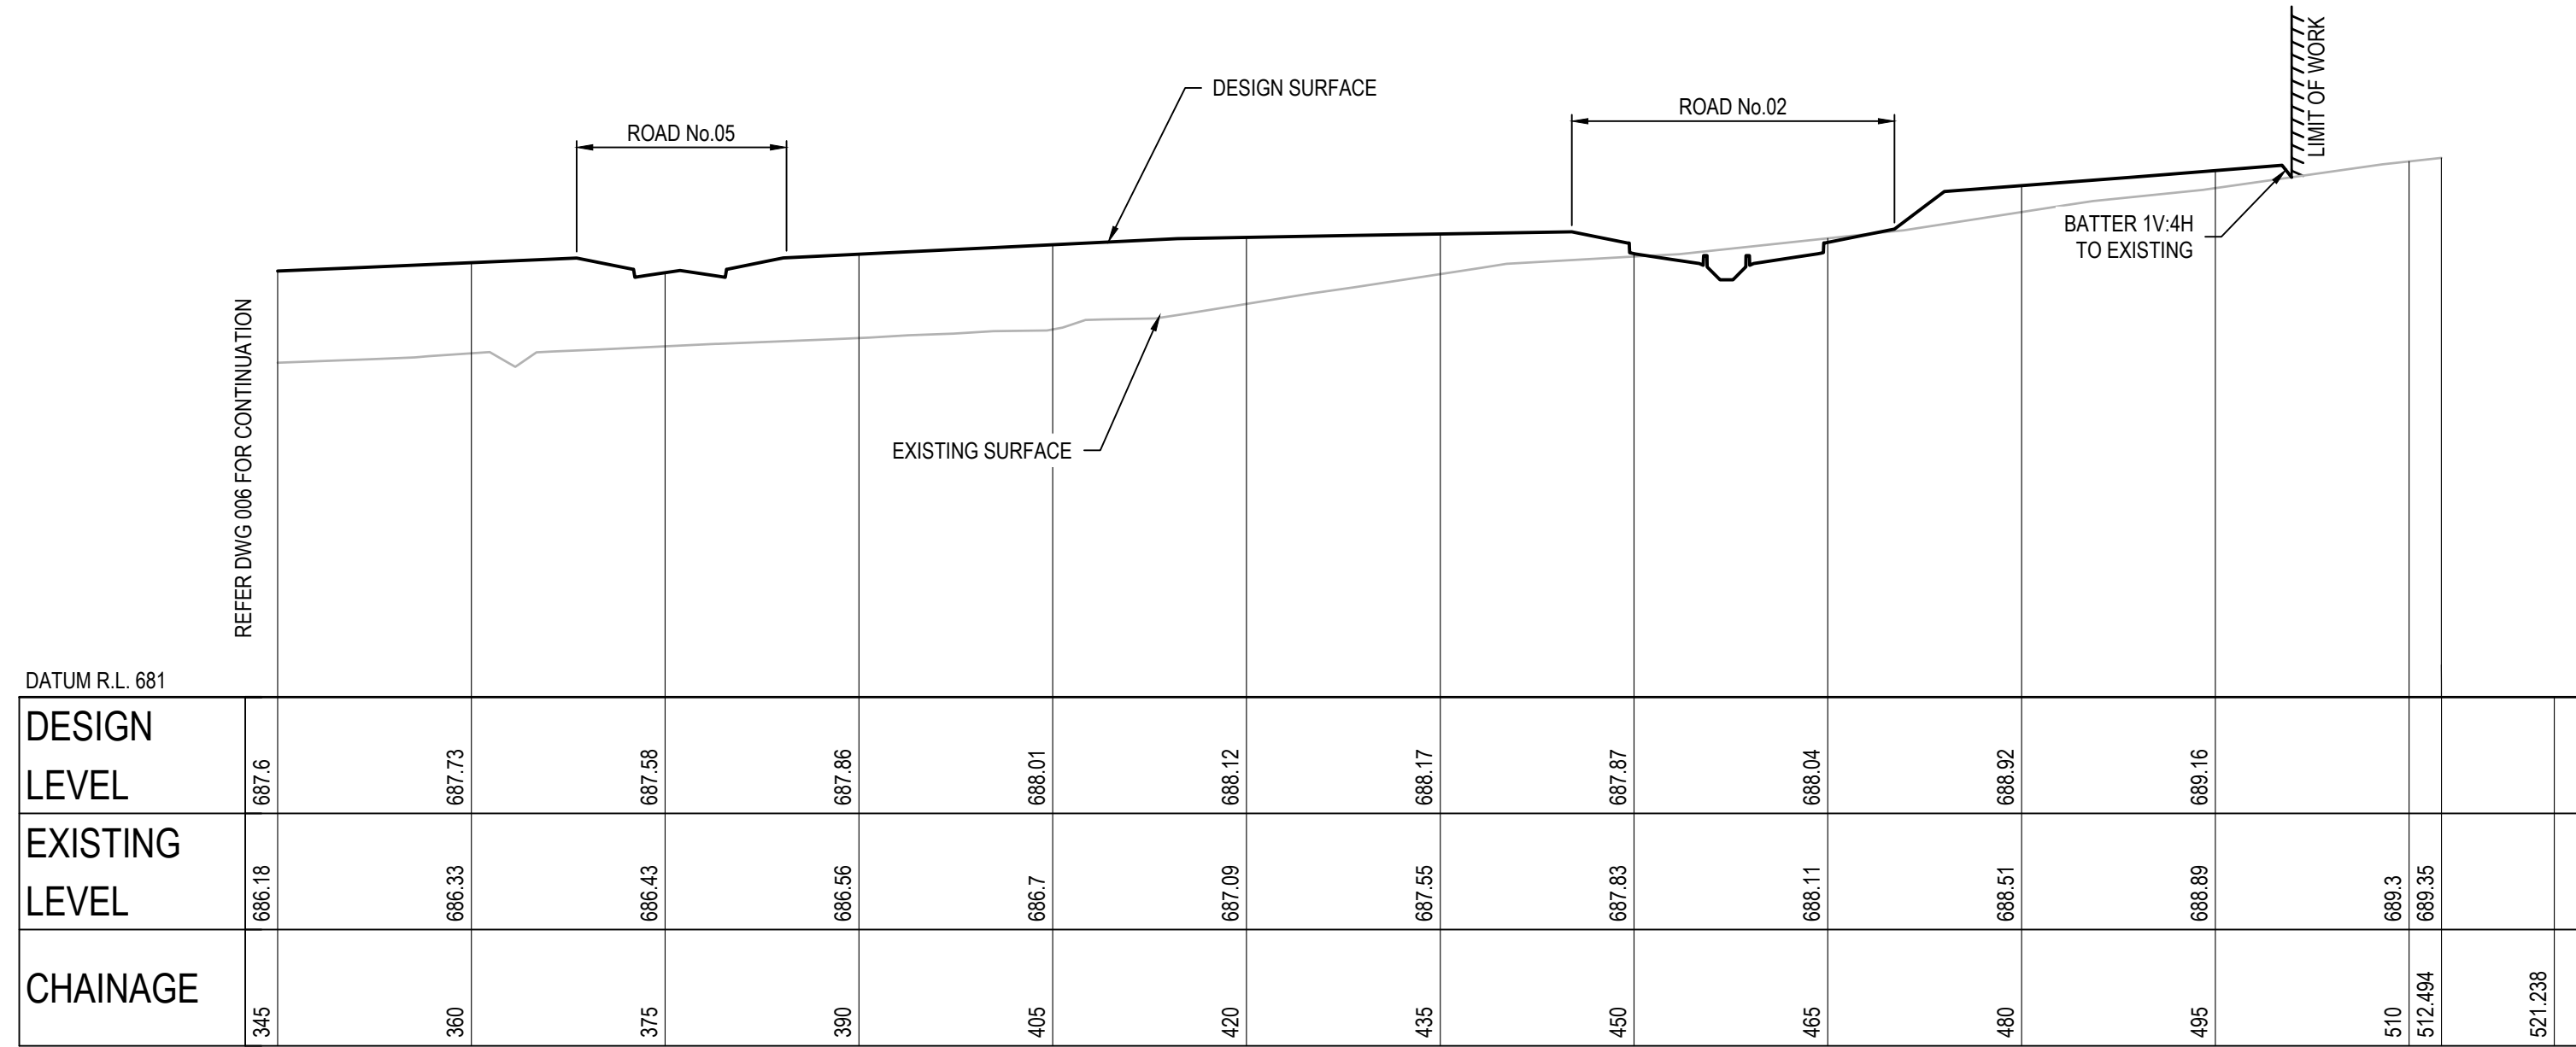 LIMIT OF WORK
DESIGN SURFACE
ROAD No.02
ROAD No.05
BATTER 1V:4H
TO EXISTING
REFER DWG 006 FOR CONTINUATION
EXISTING SURFACE
DATUM R.L. 681
DESIGN
LEVEL
687.6 687.73 687.58 687.86 688.01 688.12 688.17 687.87 688.04 688.92 689.16
EXISTING
LEVEL
686.18 686.33 686.43 686.56 686.7 687.09 687.55 687.83 688.11 688.51 688.89 689.3 689.35
CHAINAGE
345 360 375 390 405 420 435 450 465 480 495 510 512.494 521.238